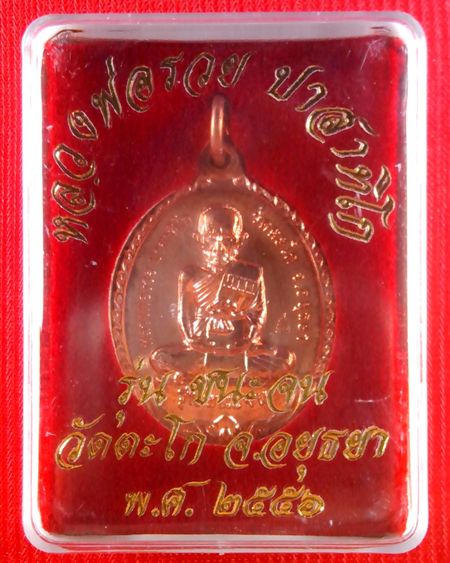 หลวงพ่อรวย ปาสาทิโก
รุ่น ชนะจน
วัดตะโก จ.อยุธยา
พ.ศ. ๒๕๕๑